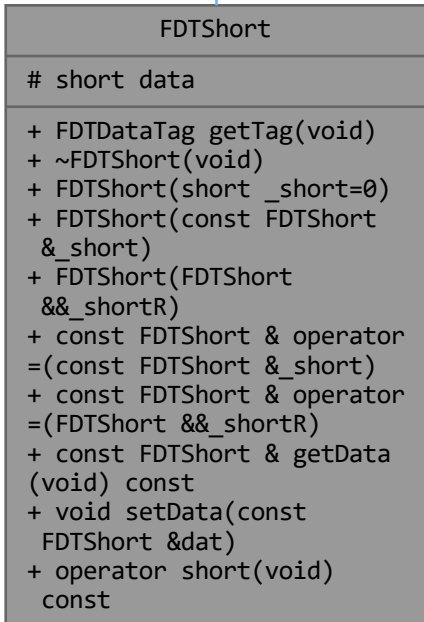 FDTShort
# short data
+ FDTDataTag getTag(void)
+ ~FDTShort(void)
+ FDTShort(short _short=0)
+ FDTShort(const FDTShort
&_short)
+ FDTShort(FDTShort
&&_shortR)
+ const FDTShort & operator
=(const FDTShort &_short)
+ const FDTShort & operator
=(FDTShort &&_shortR)
+ const FDTShort & getData
(void) const
+ void setData(const
FDTShort &dat)
+ operator short(void)
const